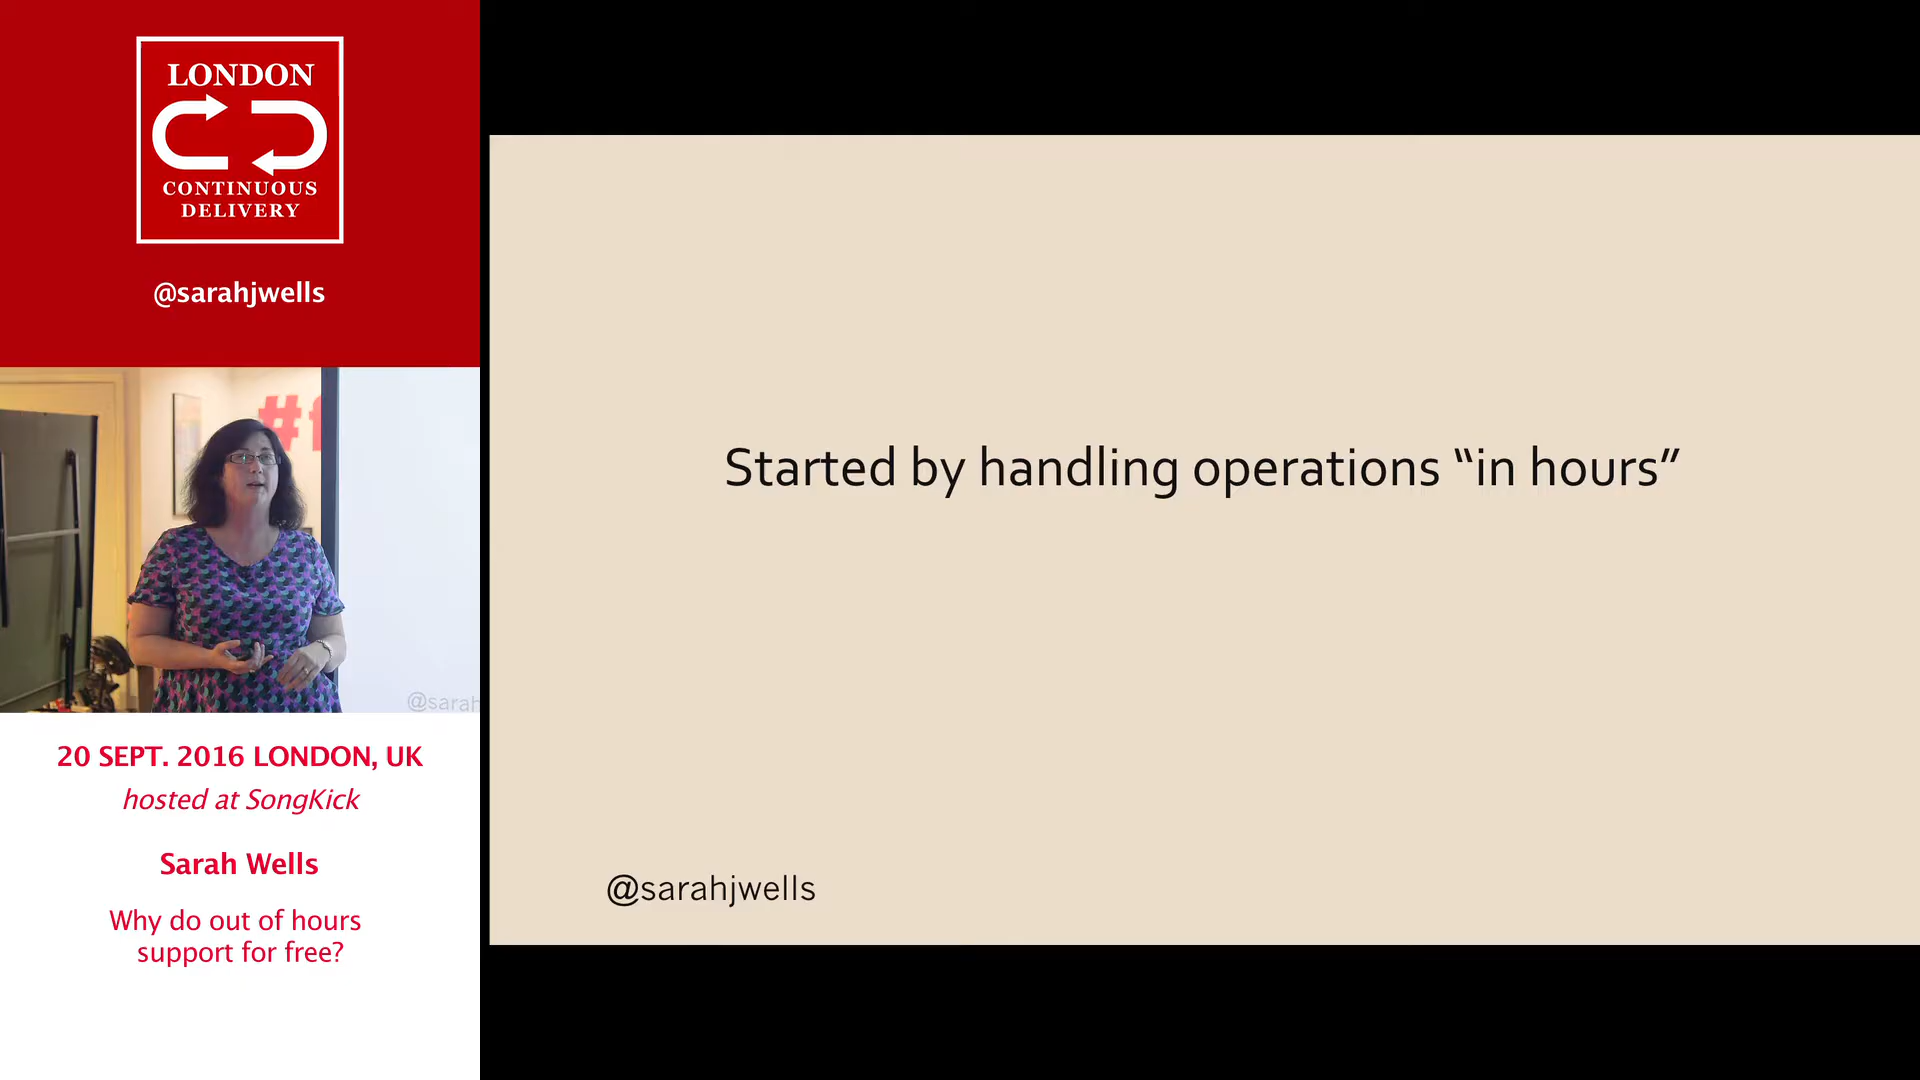 LONDON
CONTINUOUS
DELIVERY
@sarahjwells
#f
@sarah
20 SEPT. 2016 LONDON, UK
hosted at SongKick
Sarah Wells
Why do out of hours
support for free?
Started by handling operations “in hours”
@sarahjwells